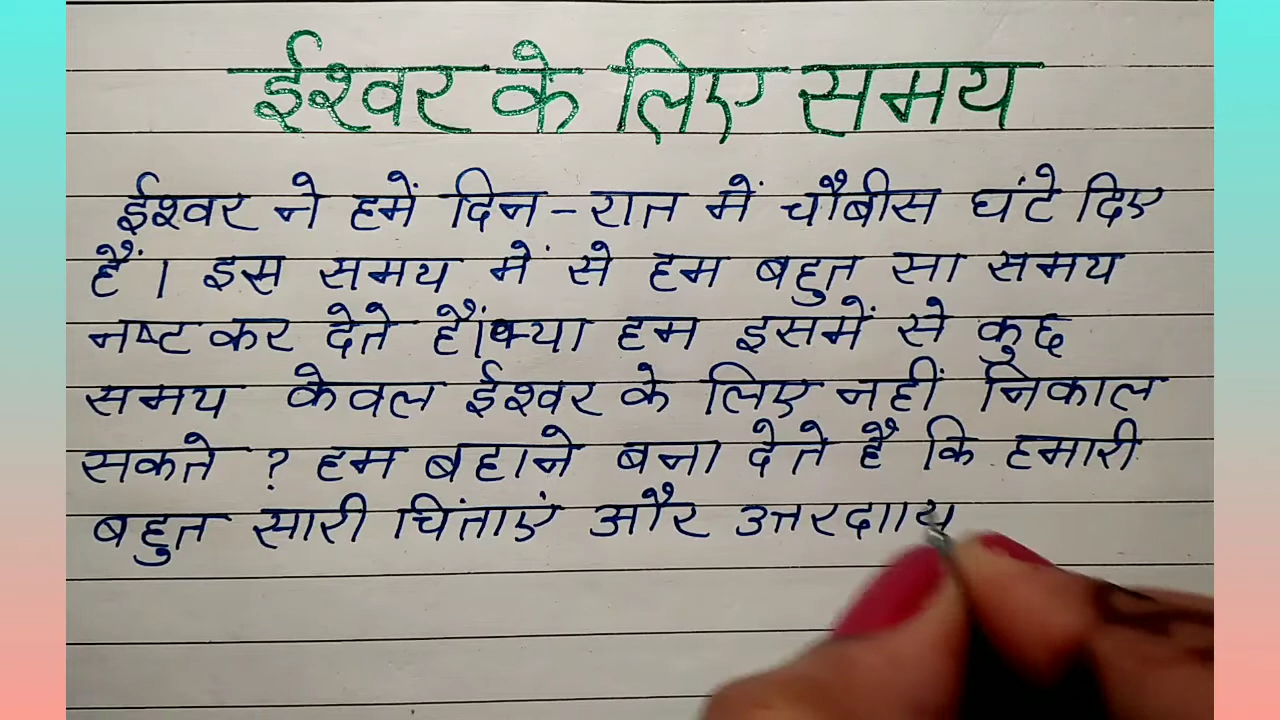 ईश्वर के लिए समय
ईश्वर ने हमें दिन-रात में चौबीस घंटे दिए
हैं। इस समय में से हम बहुत सा समय
नष्ट कर देते हैं।क्या हम इसमें से कुछ
समय केवल ईश्वर के लिए नहीं निकाल
सकते ? हम बहाने बना देते है कि हमारी
बहुत सारी चिंताएं और